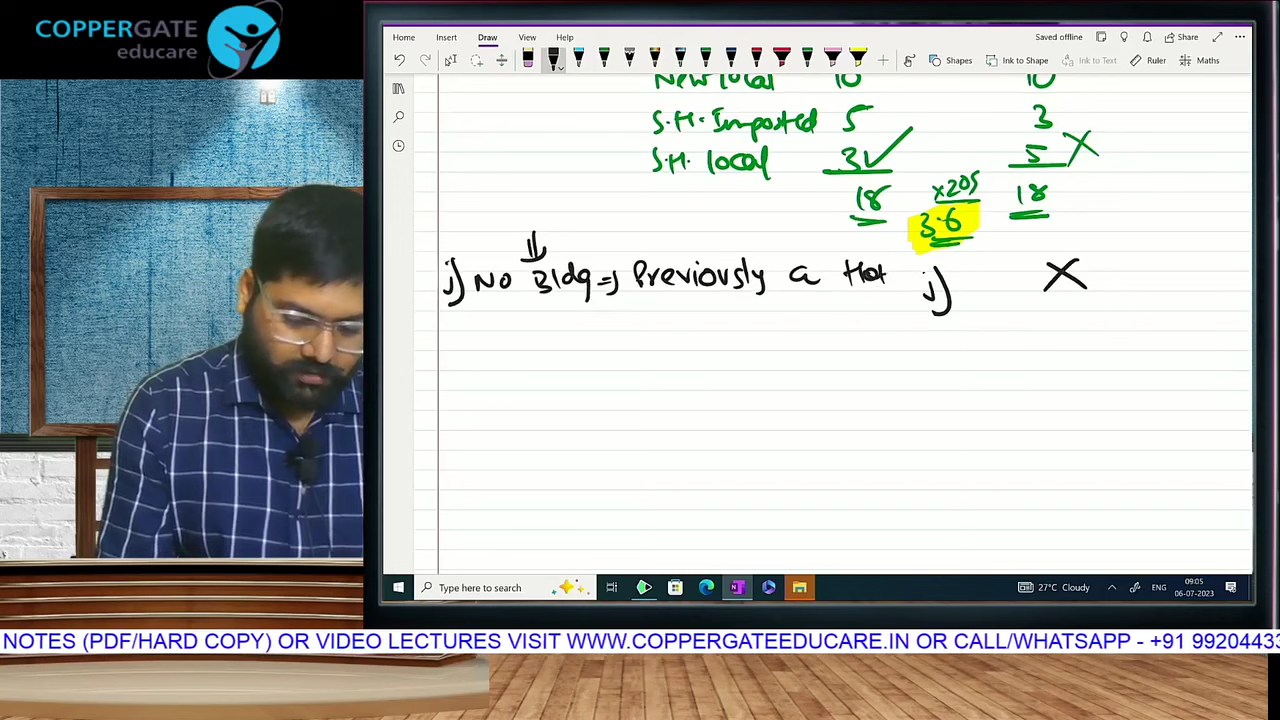 COPPERGATE
educare
Home Insert Draw View Help
Saved offline Share
Shapes Ink to Shape Ink to Text Ruler Maths
New local 10 10
S.H. Imported 5 3
S.H. local 3 5
18 18
3.6
j) No Bldg => Previously a Hot j)
Type here to search
27°C Cloudy ENG 09:05 06-07-2023
NOTES (PDF/HARD COPY) OR VIDEO LECTURES VISIT WWW.COPPERGATEEDUCARE.IN OR CALL/WHATSAPP - +91 9920443